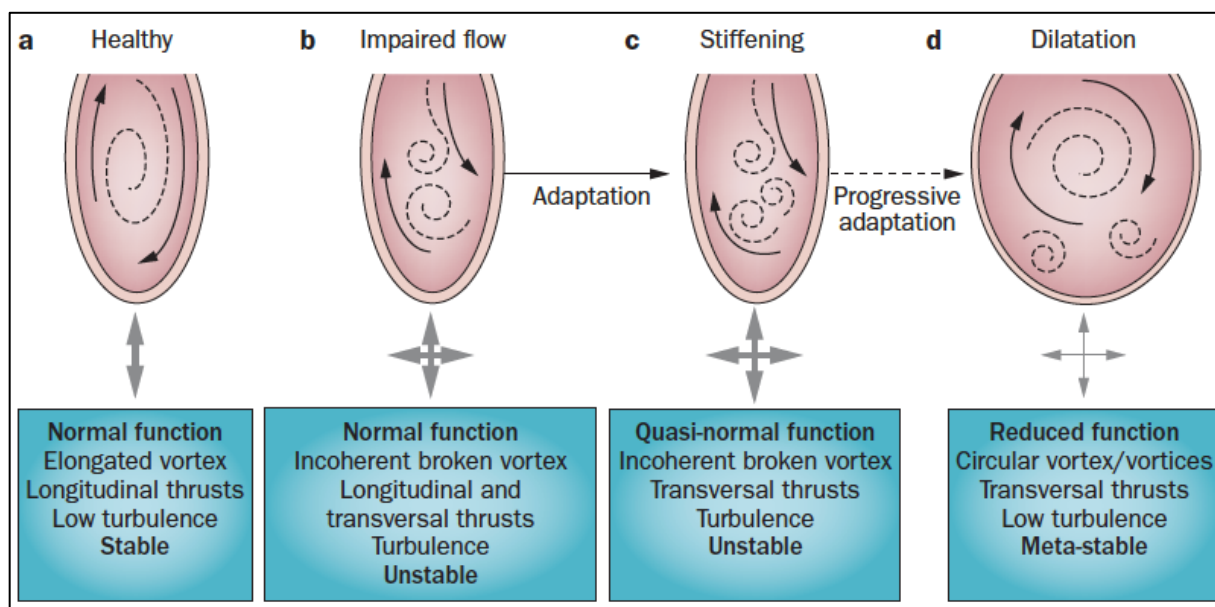 a Healthy
b Impaired flow
c Stiffening
d Dilatation
Adaptation
Progressive
adaptation
Normal function
Elongated vortex
Longitudinal thrusts
Low turbulence
Stable
Normal function
Incoherent broken vortex
Longitudinal and
transversal thrusts
Turbulence
Unstable
Quasi-normal function
Incoherent broken vortex
Transversal thrusts
Turbulence
Unstable
Reduced function
Circular vortex/vortices
Transversal thrusts
Low turbulence
Meta-stable